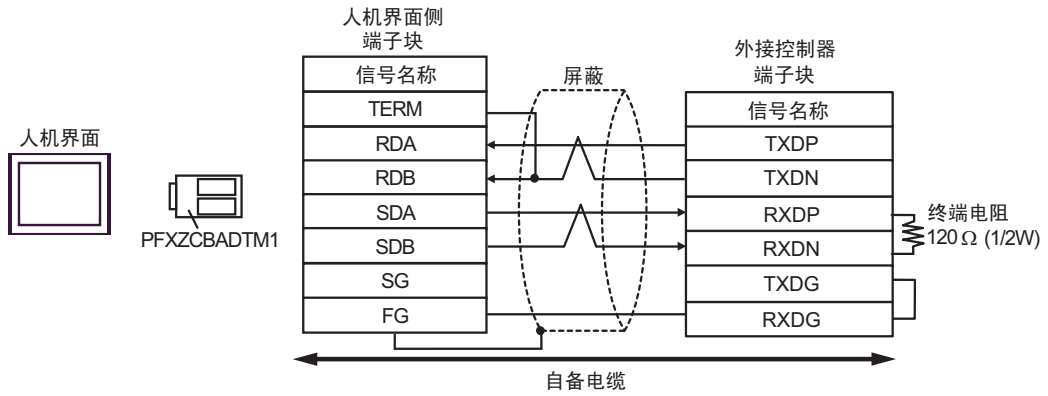 人机界面
PFXZCBADTM1
人机界面侧
端子块
信号名称
TERM
RDA
RDB
SDA
SDB
SG
FG
屏蔽
外接控制器
端子块
信号名称
TXDP
TXDN
RXDP
RXDN
TXDG
RXDG
终端电阻
120 Ω (1/2W)
自备电缆